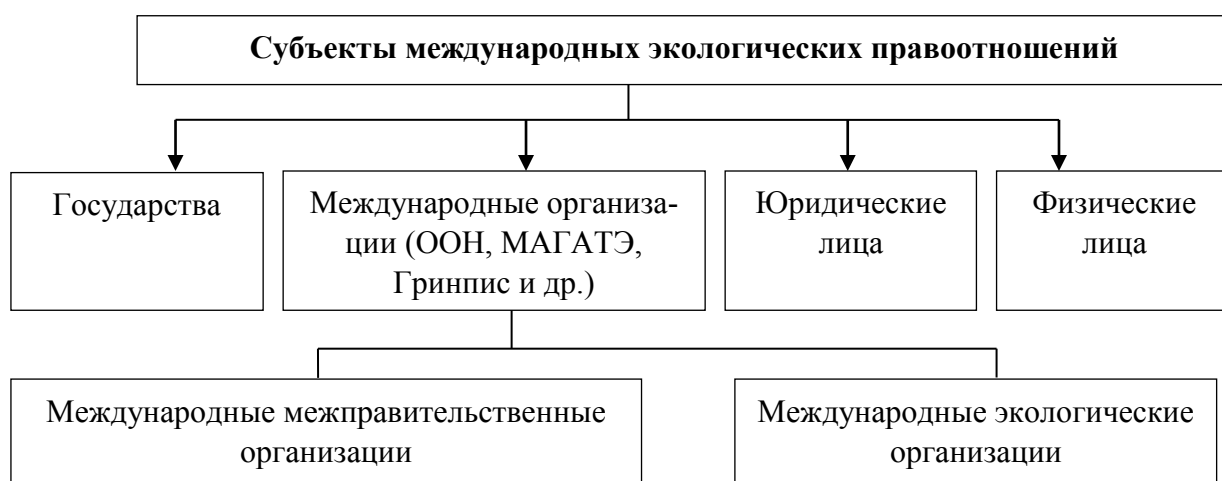 Субъекты международных экологических правоотношений
Государства
Международные организа-
ции (ООН, МАГАТЭ,
Гринпис и др.)
Юридические
лица
Физические
лица
Международные межправительственные
организации
Международные экологические
организации